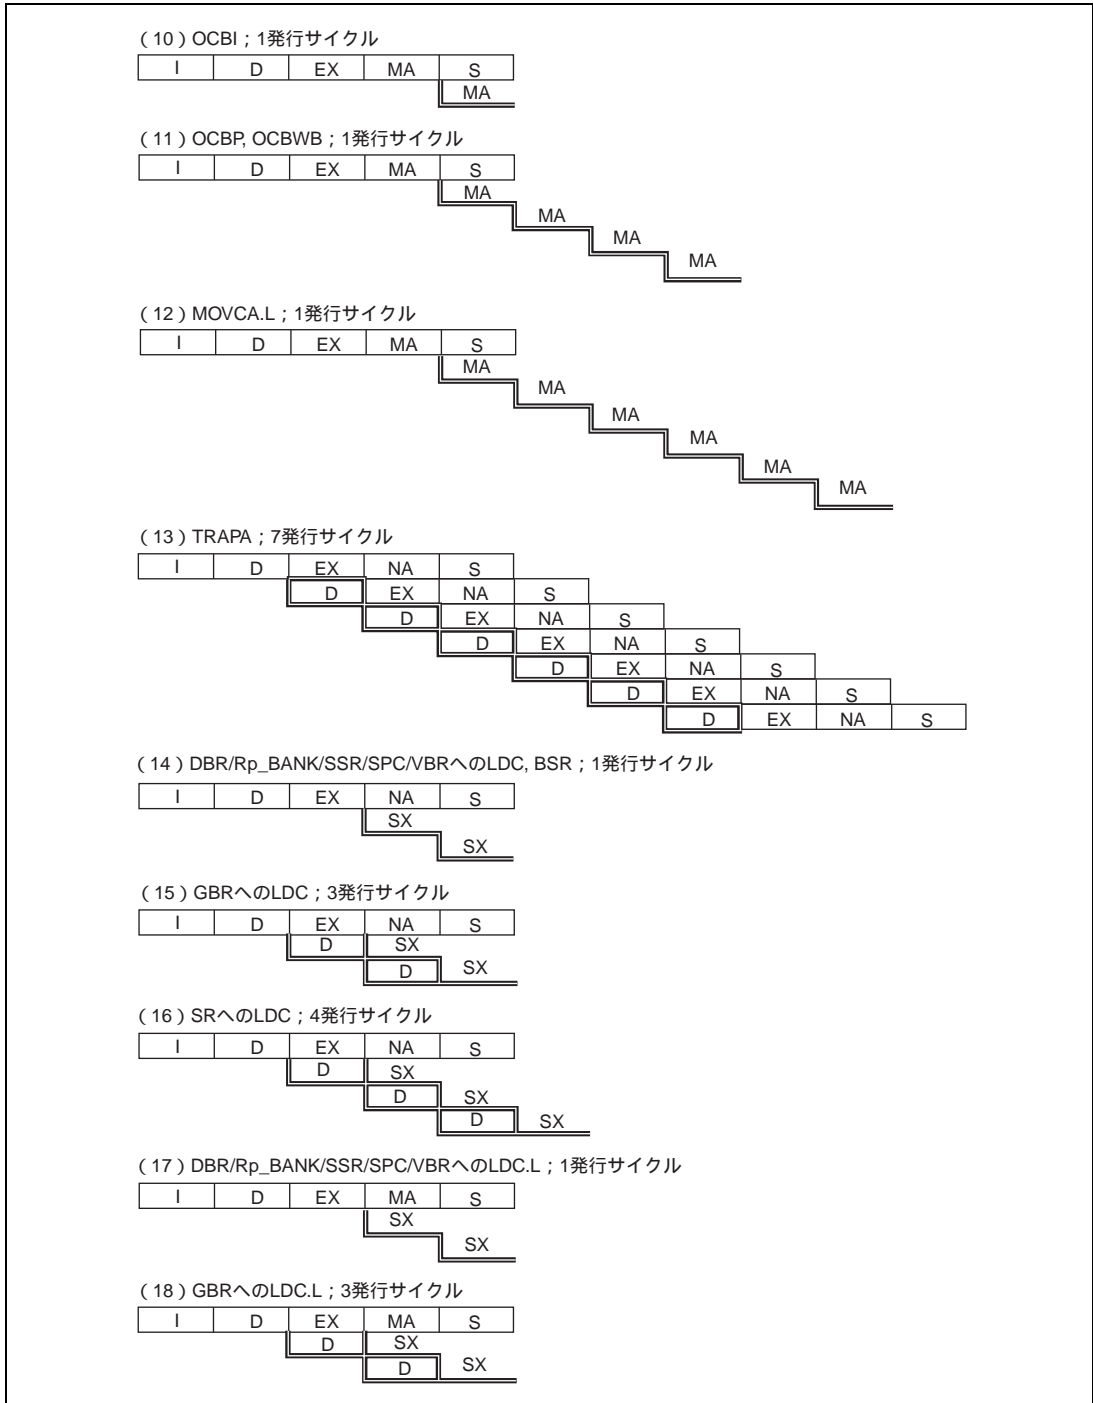 (10)OCBI；1発行サイクル
I D EX MA S
MA
(11)OCBP, OCBWB；1発行サイクル
I D EX MA S
MA
MA
MA
MA
(12)MOVCA.L；1発行サイクル
I D EX MA S
MA
MA
MA
MA
MA
MA
(13)TRAPA；7発行サイクル
I D EX NA S
D EX NA S
D EX NA S
D EX NA S
D EX NA S
D EX NA S
D EX NA S
(14)DBR/Rp_BANK/SSR/SPC/VBRへのLDC, BSR；1発行サイクル
I D EX NA S
SX
SX
(15)GBRへのLDC；3発行サイクル
I D EX NA S
D SX
D SX
(16)SRへのLDC；4発行サイクル
I D EX NA S
D SX
D SX
D SX
(17)DBR/Rp_BANK/SSR/SPC/VBRへのLDC.L；1発行サイクル
I D EX MA S
SX
SX
(18)GBRへのLDC.L；3発行サイクル
I D EX MA S
D SX
D SX